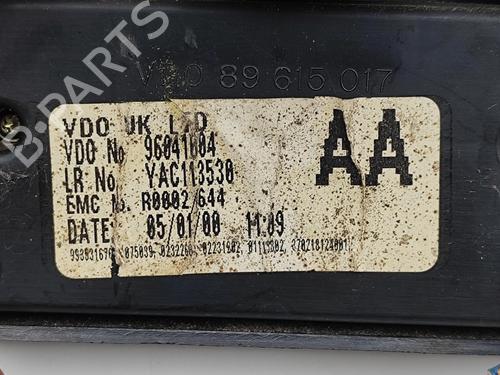 VDO 89 615 017
VDO UK LTD
VDO No 96041004
AA
LR No YAC113530
EMC No. R0002/644
DATE: 05/01/00 11:09
B-PARTS